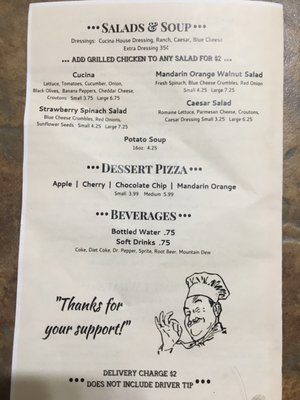 ••• SALADS & SOUP •••
Dressings: Cucina House Dressing, Ranch, Caesar, Blue Cheese
Extra Dressing 35¢
••• ADD GRILLED CHICKEN TO ANY SALAD FOR $2 •••
Cucina
Lettuce, Tomatoes, Cucumber, Onion,
Black Olives, Banana Peppers, Cheddar Cheese,
Croutons Small 3.75 Large 6.75
Mandarin Orange Walnut Salad
Fresh Spinach, Blue Cheese Crumbles, Red Onion
Small 4.25 Large 7.25
Strawberry Spinach Salad
Blue Cheese Crumbles, Red Onions,
Sunflower Seeds Small 4.25 Large 7.25
Caesar Salad
Romaine Lettuce, Parmesan Cheese, Croutons,
Caesar Dressing Small 3.25 Large 6.25
Potato Soup
16oz 4.25
••• DESSERT PIZZA •••
Apple | Cherry | Chocolate Chip | Mandarin Orange
Small 3.99 Medium 5.99
••• BEVERAGES •••
Bottled Water .75
Soft Drinks .75
Coke, Diet Coke, Dr. Pepper, Sprite, Root Beer, Mountain Dew
"Thanks for
your support!"
DELIVERY CHARGE $2
••• DOES NOT INCLUDE DRIVER TIP •••